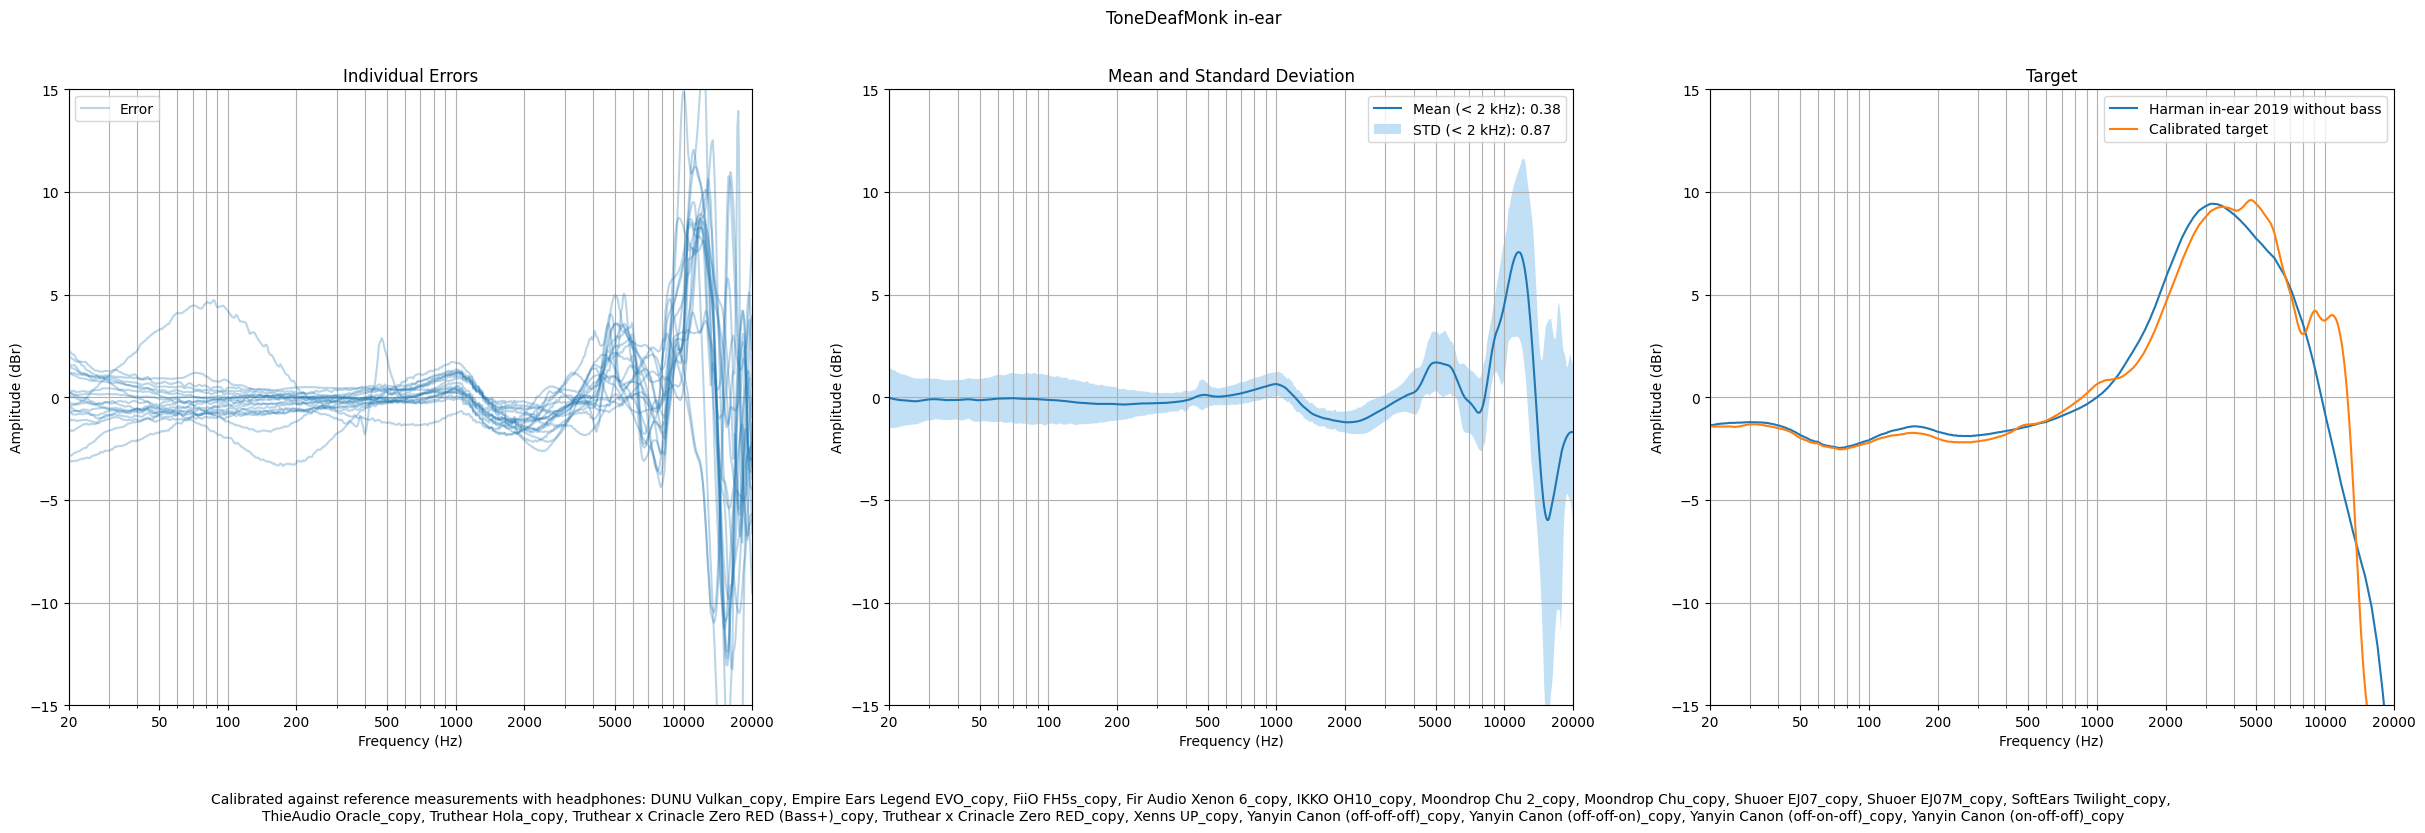 ToneDeafMonk in-ear
Individual Errors
Error
Amplitude (dBr)
15
10
5
0
−5
−10
−15
20 50 100 200 500 1000 2000 5000 10000 20000
Frequency (Hz)
Mean and Standard Deviation
Mean (< 2 kHz): 0.38
STD (< 2 kHz): 0.87
Amplitude (dBr)
15
10
5
0
−5
−10
−15
20 50 100 200 500 1000 2000 5000 10000 20000
Frequency (Hz)
Target
Harman in-ear 2019 without bass
Calibrated target
Amplitude (dBr)
15
10
5
0
−5
−10
−15
20 50 100 200 500 1000 2000 5000 10000 20000
Frequency (Hz)
Calibrated against reference measurements with headphones: DUNU Vulkan_copy, Empire Ears Legend EVO_copy, FiiO FH5s_copy, Fir Audio Xenon 6_copy, IKKO OH10_copy, Moondrop Chu 2_copy, Moondrop Chu_copy, Shuoer EJ07_copy, Shuoer EJ07M_copy, SoftEars Twilight_copy,
ThieAudio Oracle_copy, Truthear Hola_copy, Truthear x Crinacle Zero RED (Bass+)_copy, Truthear x Crinacle Zero RED_copy, Xenns UP_copy, Yanyin Canon (off-off-off)_copy, Yanyin Canon (off-off-on)_copy, Yanyin Canon (off-on-off)_copy, Yanyin Canon (on-off-off)_copy